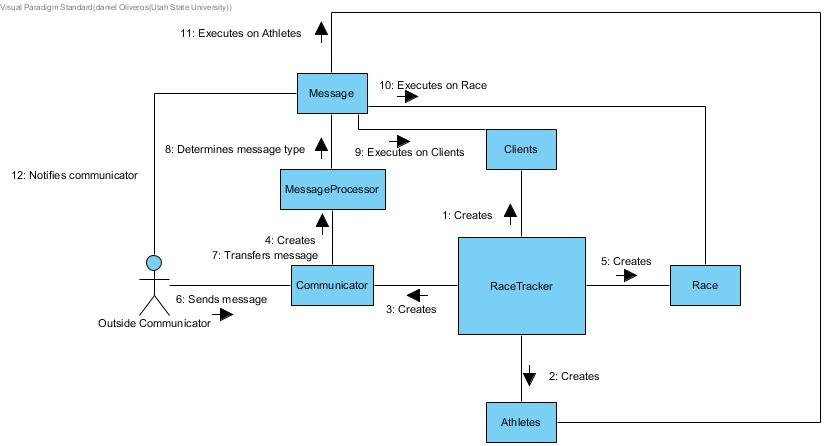 Visual Paradigm Standard(daniel Oliveros(Utah State University))
11: Executes on Athletes
Message
10: Executes on Race
8: Determines message type
9: Executes on Clients
Clients
12: Notifies communicator
MessageProcessor
1: Creates
4: Creates
7: Transfers message
5: Creates
Communicator
RaceTracker
Race
6: Sends message
3: Creates
Outside Communicator
2: Creates
Athletes